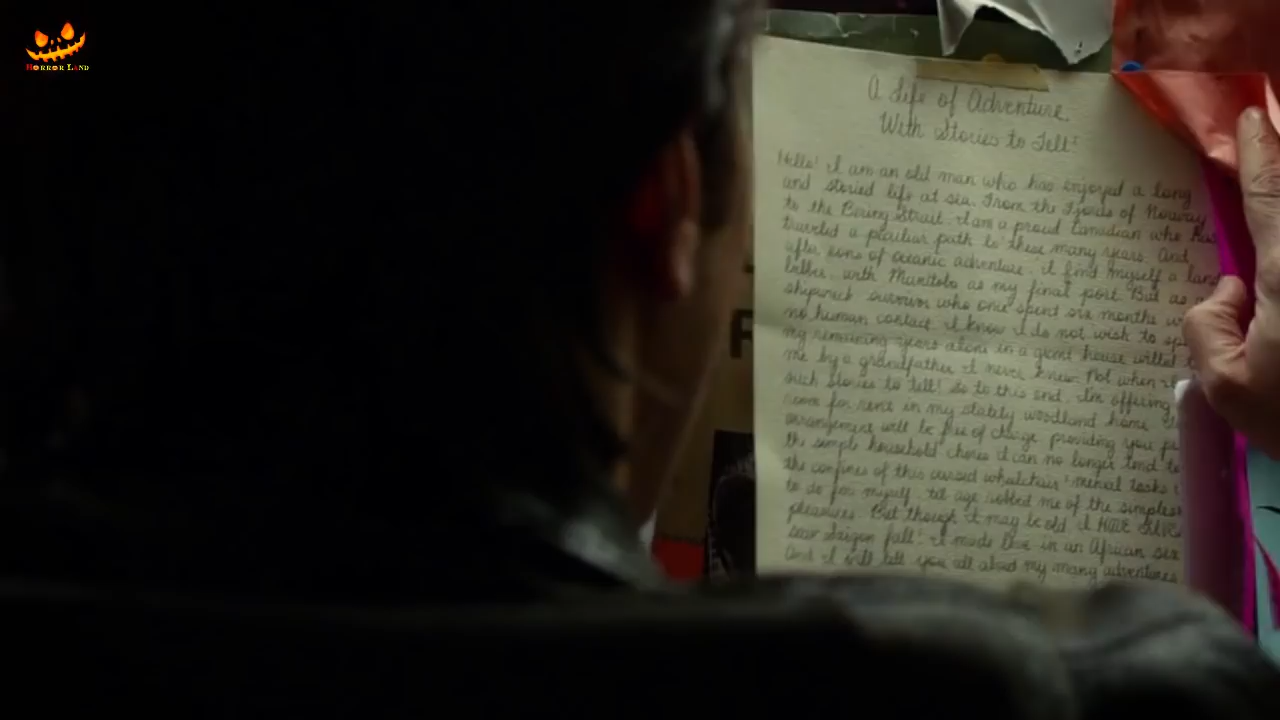 HORROR LAND
A Life of Adventure.
With Stories to Tell!
Hello! I am an old man who has enjoyed a long
and storied life at sea. From the Fjords of Norway
to the Bering Strait I am a proud Canadian who has
traveled a peculiar path to these many years. And
after eons of oceanic adventure, I find myself a land
lubber, with Manitoba as my final port. But as a
shipwreck survivor who once spent six months w
no human contact, I know I do not wish to sp
my remaining years alone in a giant house willed t
me by a grandfather I never knew. Not when I
such stories to tell! So to this end, I'm offering
room for rent in my stately woodland home.
arrangement will be free of charge providing you pe
the simple household chores I can no longer tend to
the confines of this cursed wheelchair: menial tasks
to do for myself, 'til age robbed me of the simplest
pleasures. But though I may be old, I HAVE LIVE
saw Saigon fall! I made love in an African
And I will tell you all about my many adventures
R